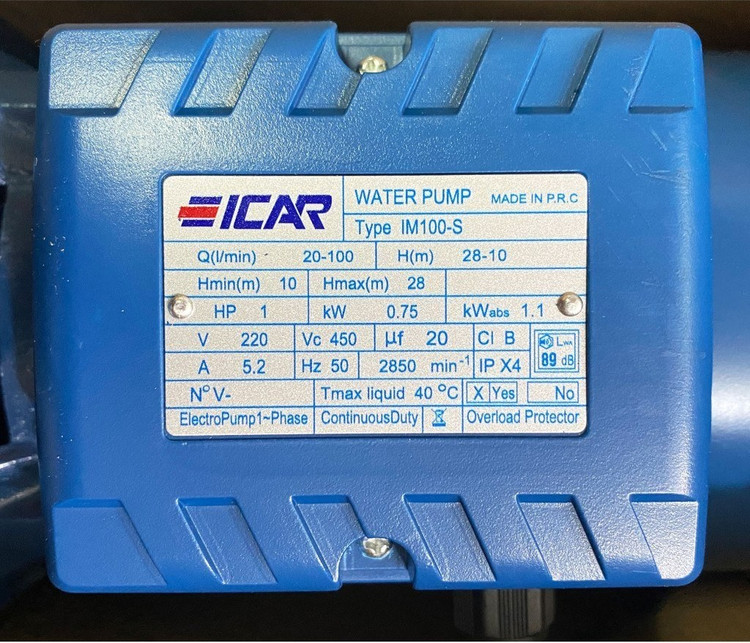 ICAR
WATER PUMP MADE IN P.R.C
Type IM100-S
Q(l/min) 20-100 H(m) 28-10
Hmin(m) 10 Hmax(m) 28
HP 1 kW 0.75 kWabs 1.1
V 220 Vc 450 µf 20 Cl B LWA
A 5.2 Hz 50 2850 min-1 IP X4 89 dB
N° V- Tmax liquid 40 °C X Yes No
ElectroPump1~Phase ContinuousDuty Overload Protector